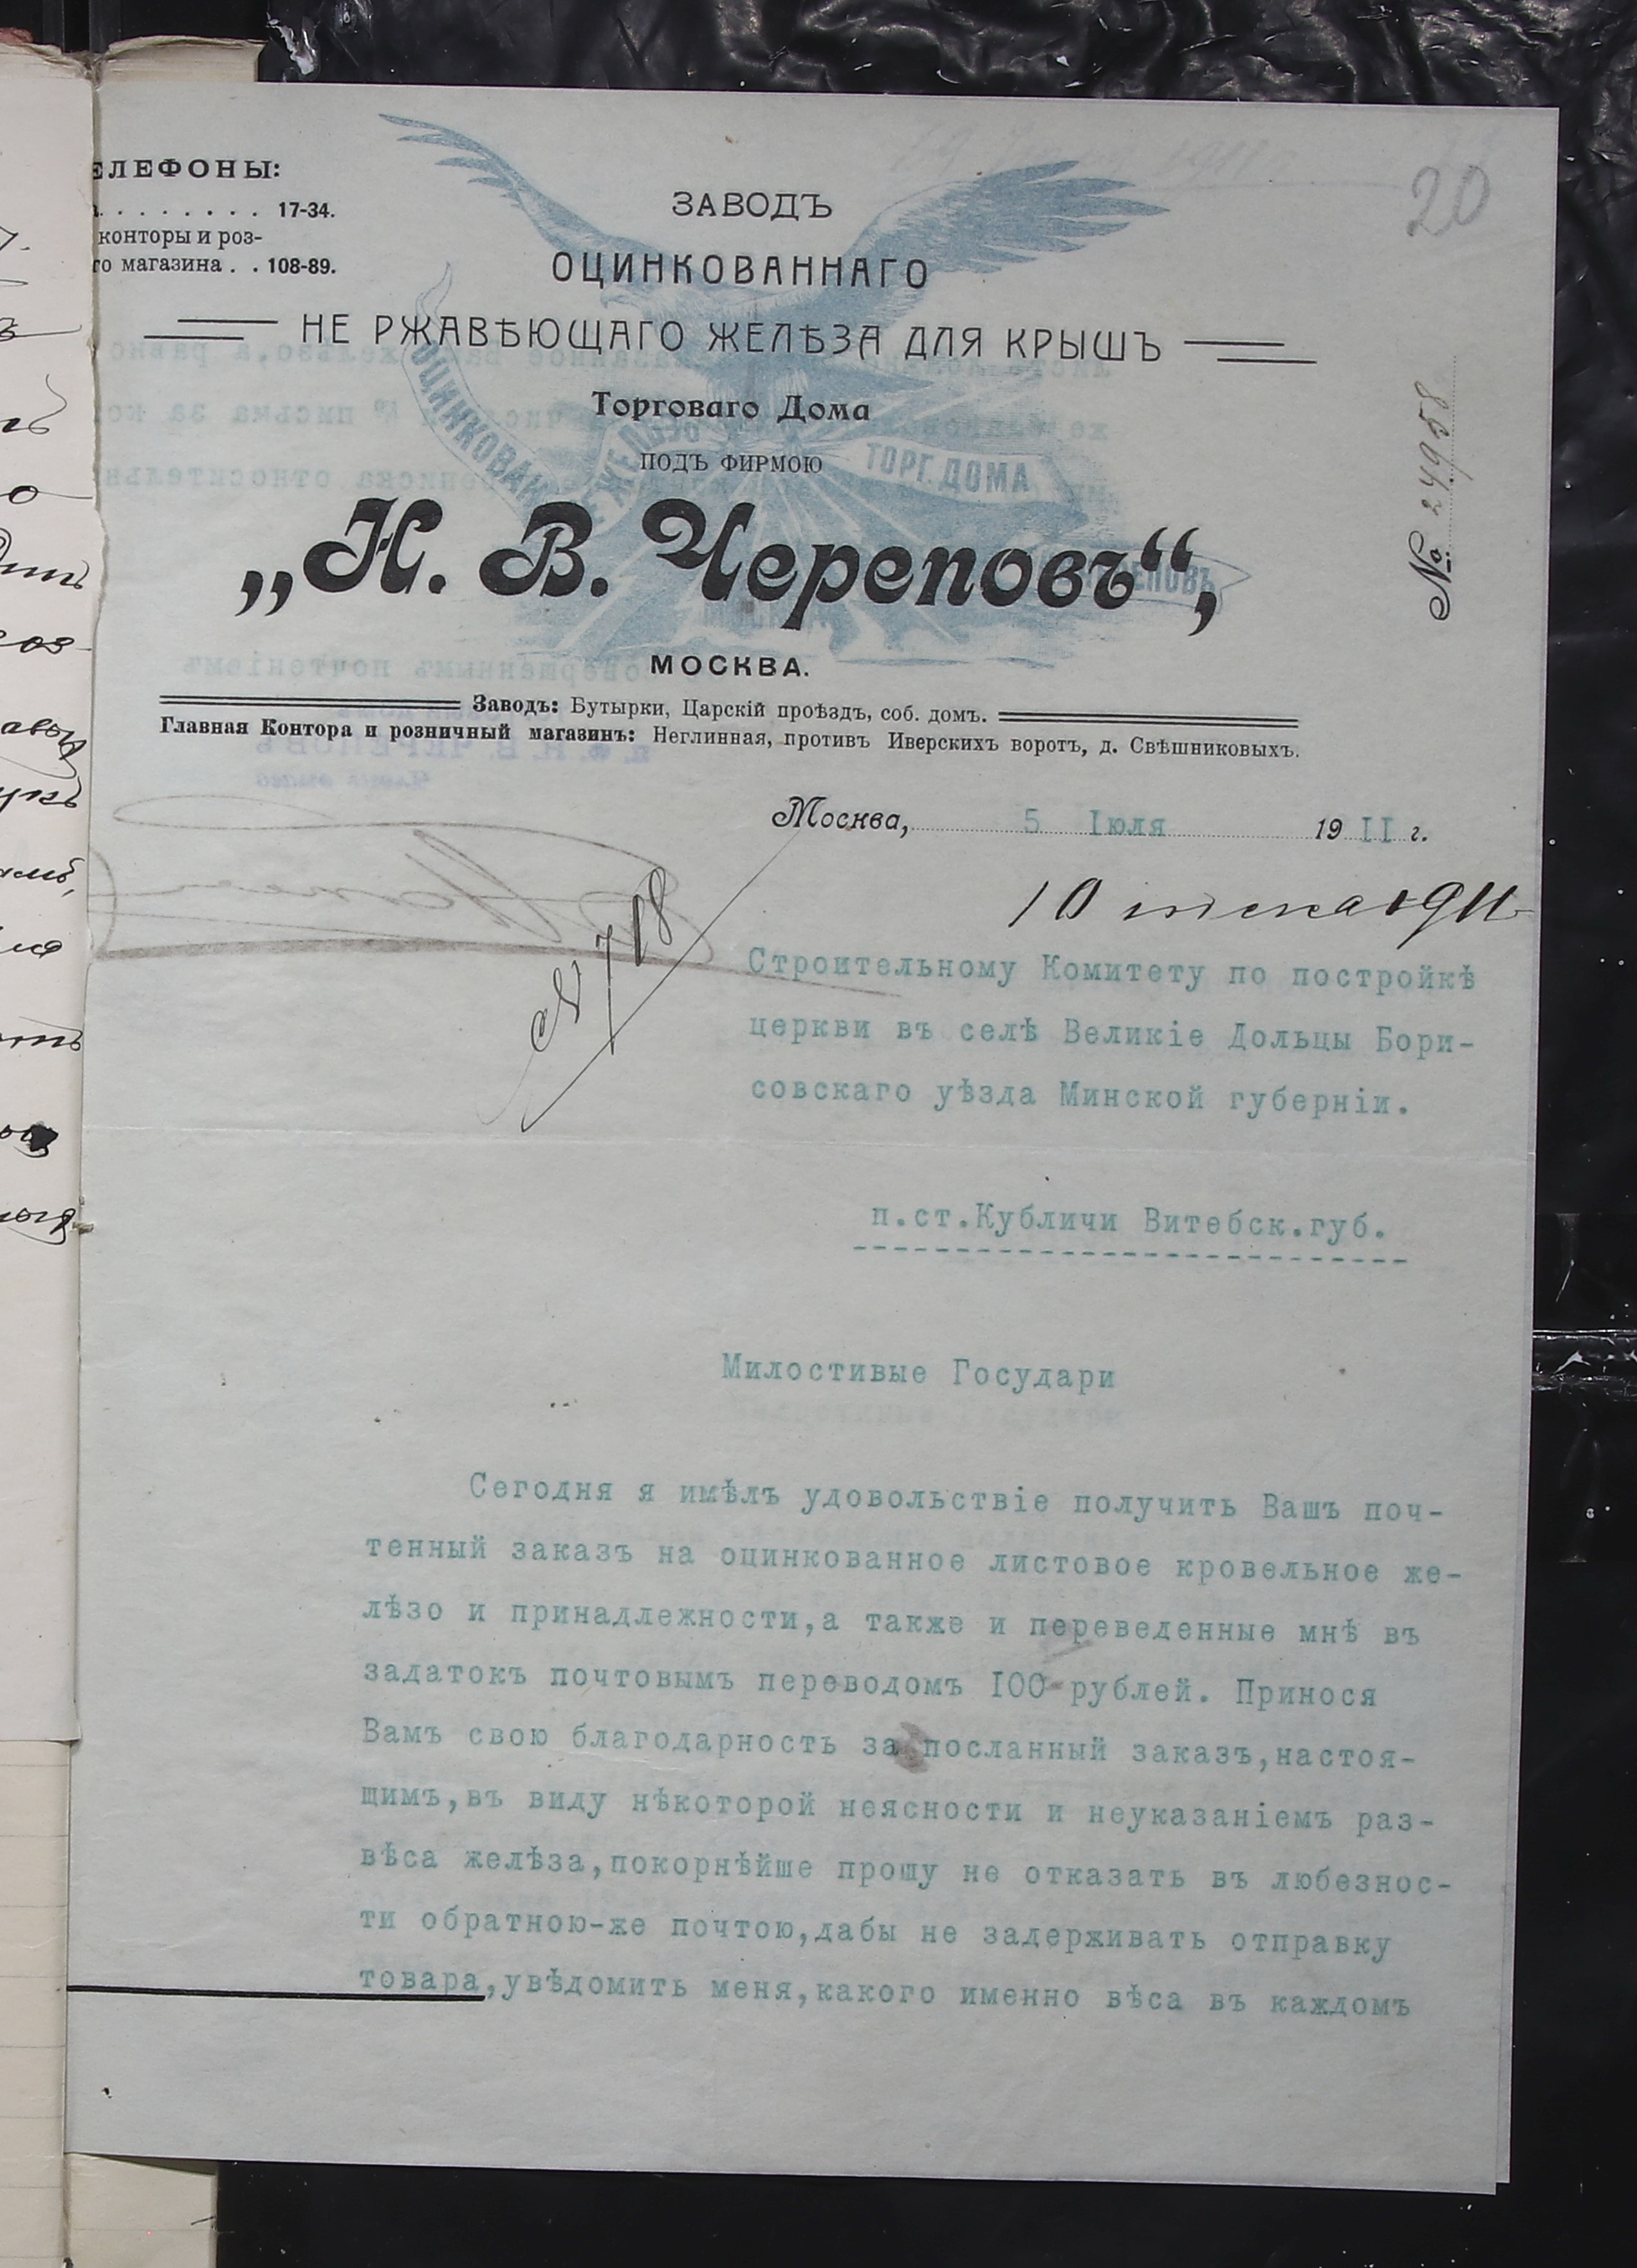 ЕЛЕФОНЫ:
. . . . . . . . 17-34.
конторы и роз-
го магазина . . 108-89.
20
ЗАВОДЪ
ОЦИНКОВАННАГО
НЕ РЖАВѢЮЩАГО ЖЕЛѢЗА ДЛЯ КРЫШЪ
Торговаго Дома
ПОДЪ ФИРМОЮ
„Н. В. Череповъ“,
МОСКВА.
ТОРГ. ДОМА
№ 24958
Заводъ: Бутырки, Царскій проѣздъ, соб. домъ.
Главная Контора и розничный магазинъ: Неглинная, противъ Иверскихъ воротъ, д. Свѣшниковыхъ.
Москва, 5 Іюля 19 II г.
10 июля 1911
№ 718
Строительному Комитету по постройкѣ
церкви въ селѣ Великіе Дольцы Бори-
совскаго уѣзда Минской губерніи.
п.ст.Кубличи Витебск.губ.
Милостивые Государи
Сегодня я имѣлъ удовольствіе получить Вашъ поч-
тенный заказъ на оцинкованное листовое кровельное же-
лѣзо и принадлежности,а также и переведенные мнѣ въ
задатокъ почтовымъ переводомъ I00 рублей. Принося
Вамъ свою благодарность за посланный заказъ,настоя-
щимъ,въ виду нѣкоторой неясности и неуказаніемъ раз-
вѣса желѣза,покорнѣйше прошу не отказать въ любезнос-
ти обратною-же почтою,дабы не задерживать отправку
товара,увѣдомить меня,какого именно вѣса въ каждомъ